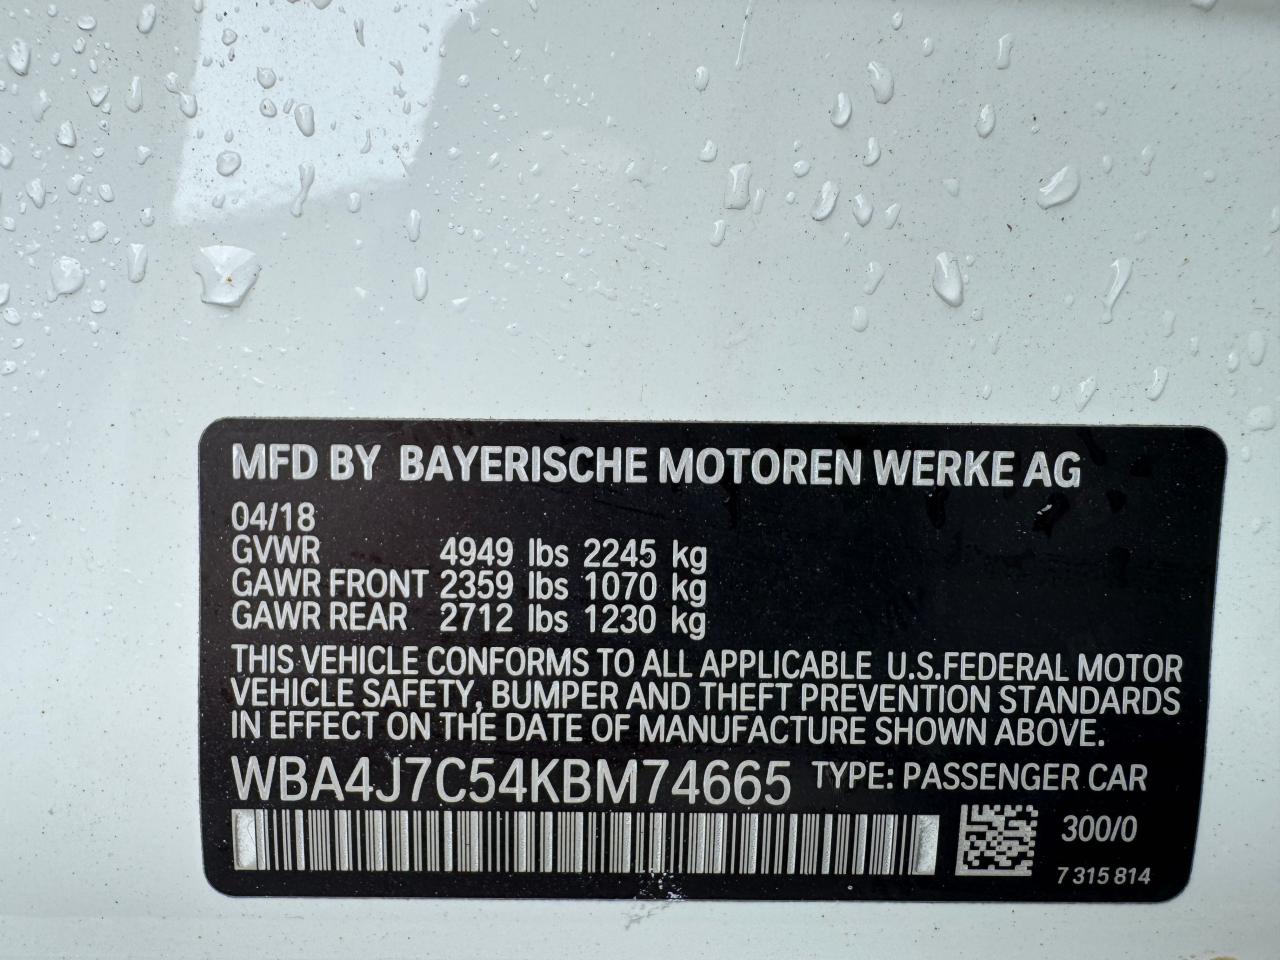 MFD BY BAYERISCHE MOTOREN WERKE AG
04/18
GVWR 4949 lbs 2245 kg
GAWR FRONT 2359 lbs 1070 kg
GAWR REAR 2712 lbs 1230 kg
THIS VEHICLE CONFORMS TO ALL APPLICABLE U.S.FEDERAL MOTOR
VEHICLE SAFETY, BUMPER AND THEFT PREVENTION STANDARDS
IN EFFECT ON THE DATE OF MANUFACTURE SHOWN ABOVE.
WBA4J7C54KBM74665 TYPE: PASSENGER CAR
300/0
7 315 814